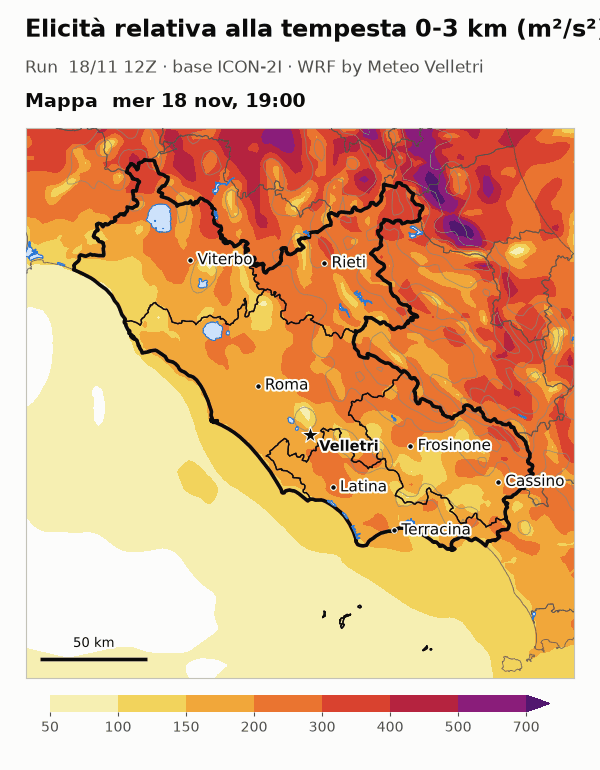 Elicità relativa alla tempesta 0-3 km (m²/s²)
Run 18/11 12Z · base ICON-2I · WRF by Meteo Velletri
Mappa mer 18 nov, 19:00
Viterbo
Rieti
Roma
Velletri
Frosinone
Latina
Cassino
Terracina
50 km
50 100 150 200 300 400 500 700